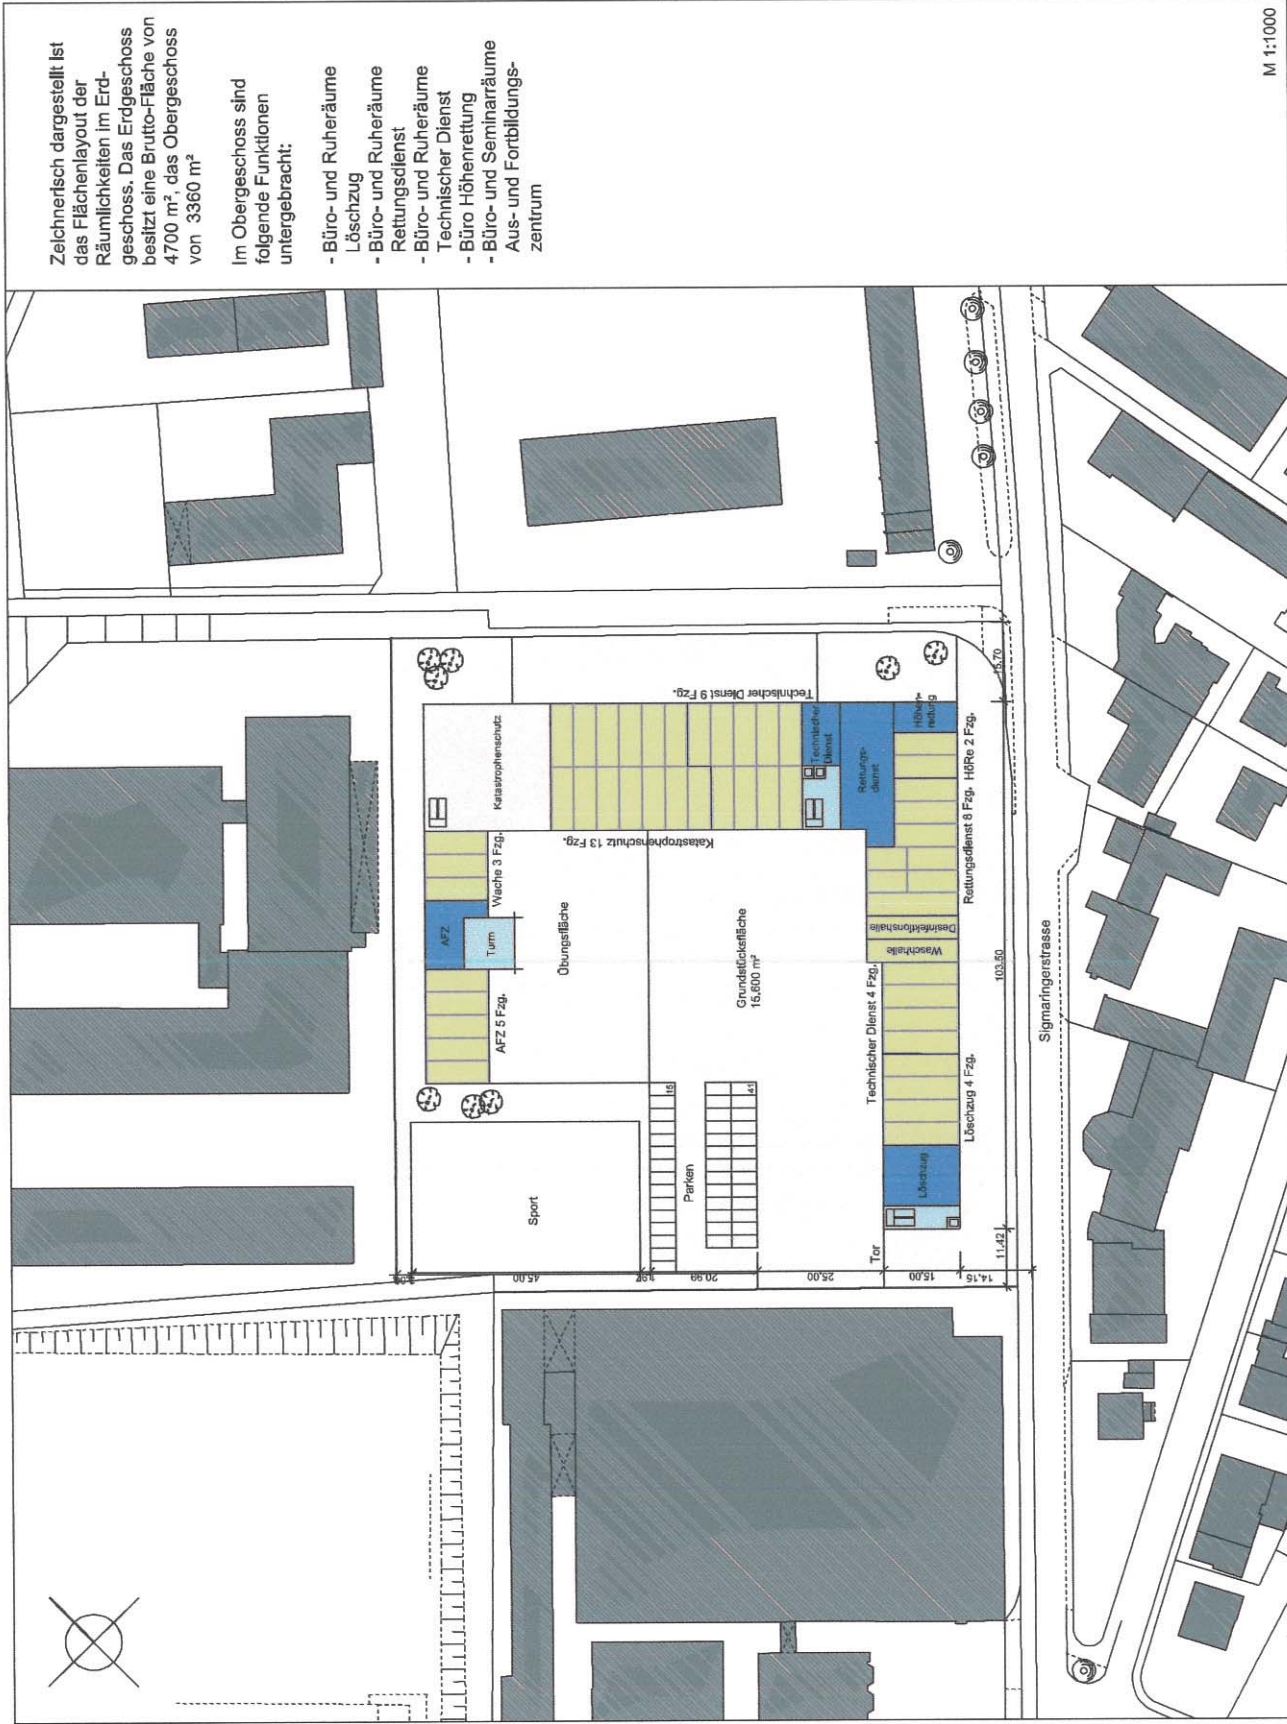 Zeichnerisch dargestellt ist
das Flächenlayout der
Räumlichkeiten im Erd-
geschoss. Das Erdgeschoss
besitzt eine Brutto-Fläche von
4700 m², das Obergeschoss
von 3360 m²
Im Obergeschoss sind
folgende Funktionen
untergebracht:
- Büro- und Ruheräume
Löschzug
- Büro- und Ruheräume
Rettungsdienst
- Büro- und Ruheräume
Technischer Dienst
- Büro Höhenrettung
- Büro- und Seminarräume
Aus- und Fortbildungs-
zentrum
M 1:1000
Katastrophenschutz
Wache 3 Fzg.
AFZ
Turm
AFZ 5 Fzg.
Übungsfläche
Sport
Katastrophenschutz 13 Fzg.
Technischer Dienst 9 Fzg.
Technischer
Dienst
Rettungs-
dienst
Höhen-
rettung
Grundstücksfläche
15.600 m²
15
Parken
41
Technischer Dienst 4 Fzg.
Waschhalle
Desinfektionshalle
Rettungsdienst 8 Fzg.
HöRe 2 Fzg.
Löschzug 4 Fzg.
Löschzug
Tor
45,00
20,99
25,00
15,00
14,15
11,42
103,50
15,70
Sigmaringerstrasse